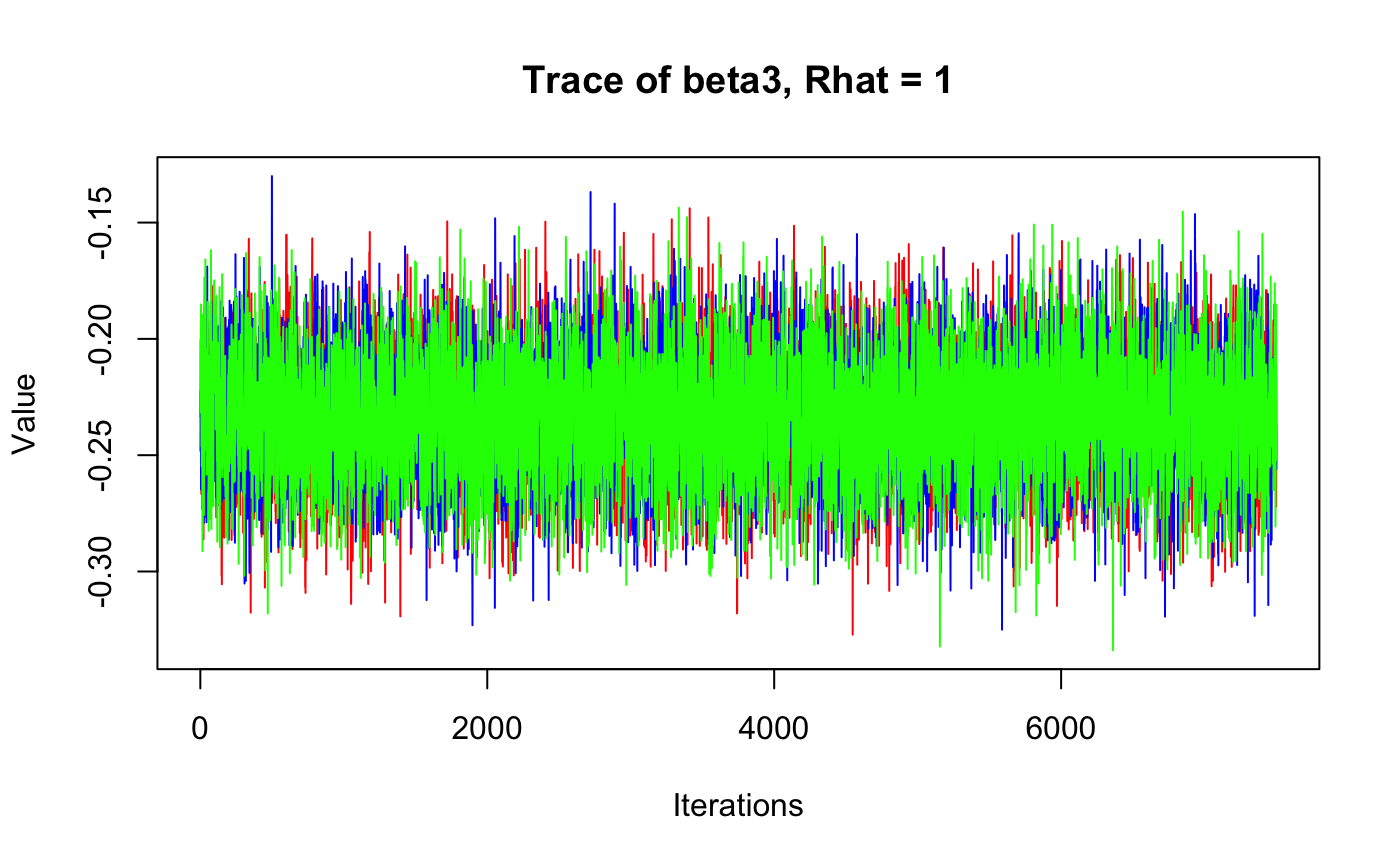 Trace of beta3, Rhat = 1
Value
-0.15
-0.20
-0.25
-0.30
0 2000 4000 6000
Iterations